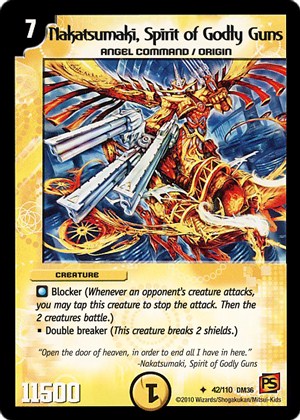 7
Nakatsumaki, Spirit of Godly Guns
ANGEL COMMAND / ORIGIN
CREATURE
Blocker (Whenever an opponent's creature attacks,
you may tap this creature to stop the attack. Then the
2 creatures battle.)
▪ Double breaker (This creature breaks 2 shields.)
"Open the door of heaven, in order to end all I have in here."
-Nakatsumaki, Spirit of Godly Guns
11500
1
✦ 42/110 DM36
©2010 Wizards/Shogakukan/Mitsui-Kids
PS